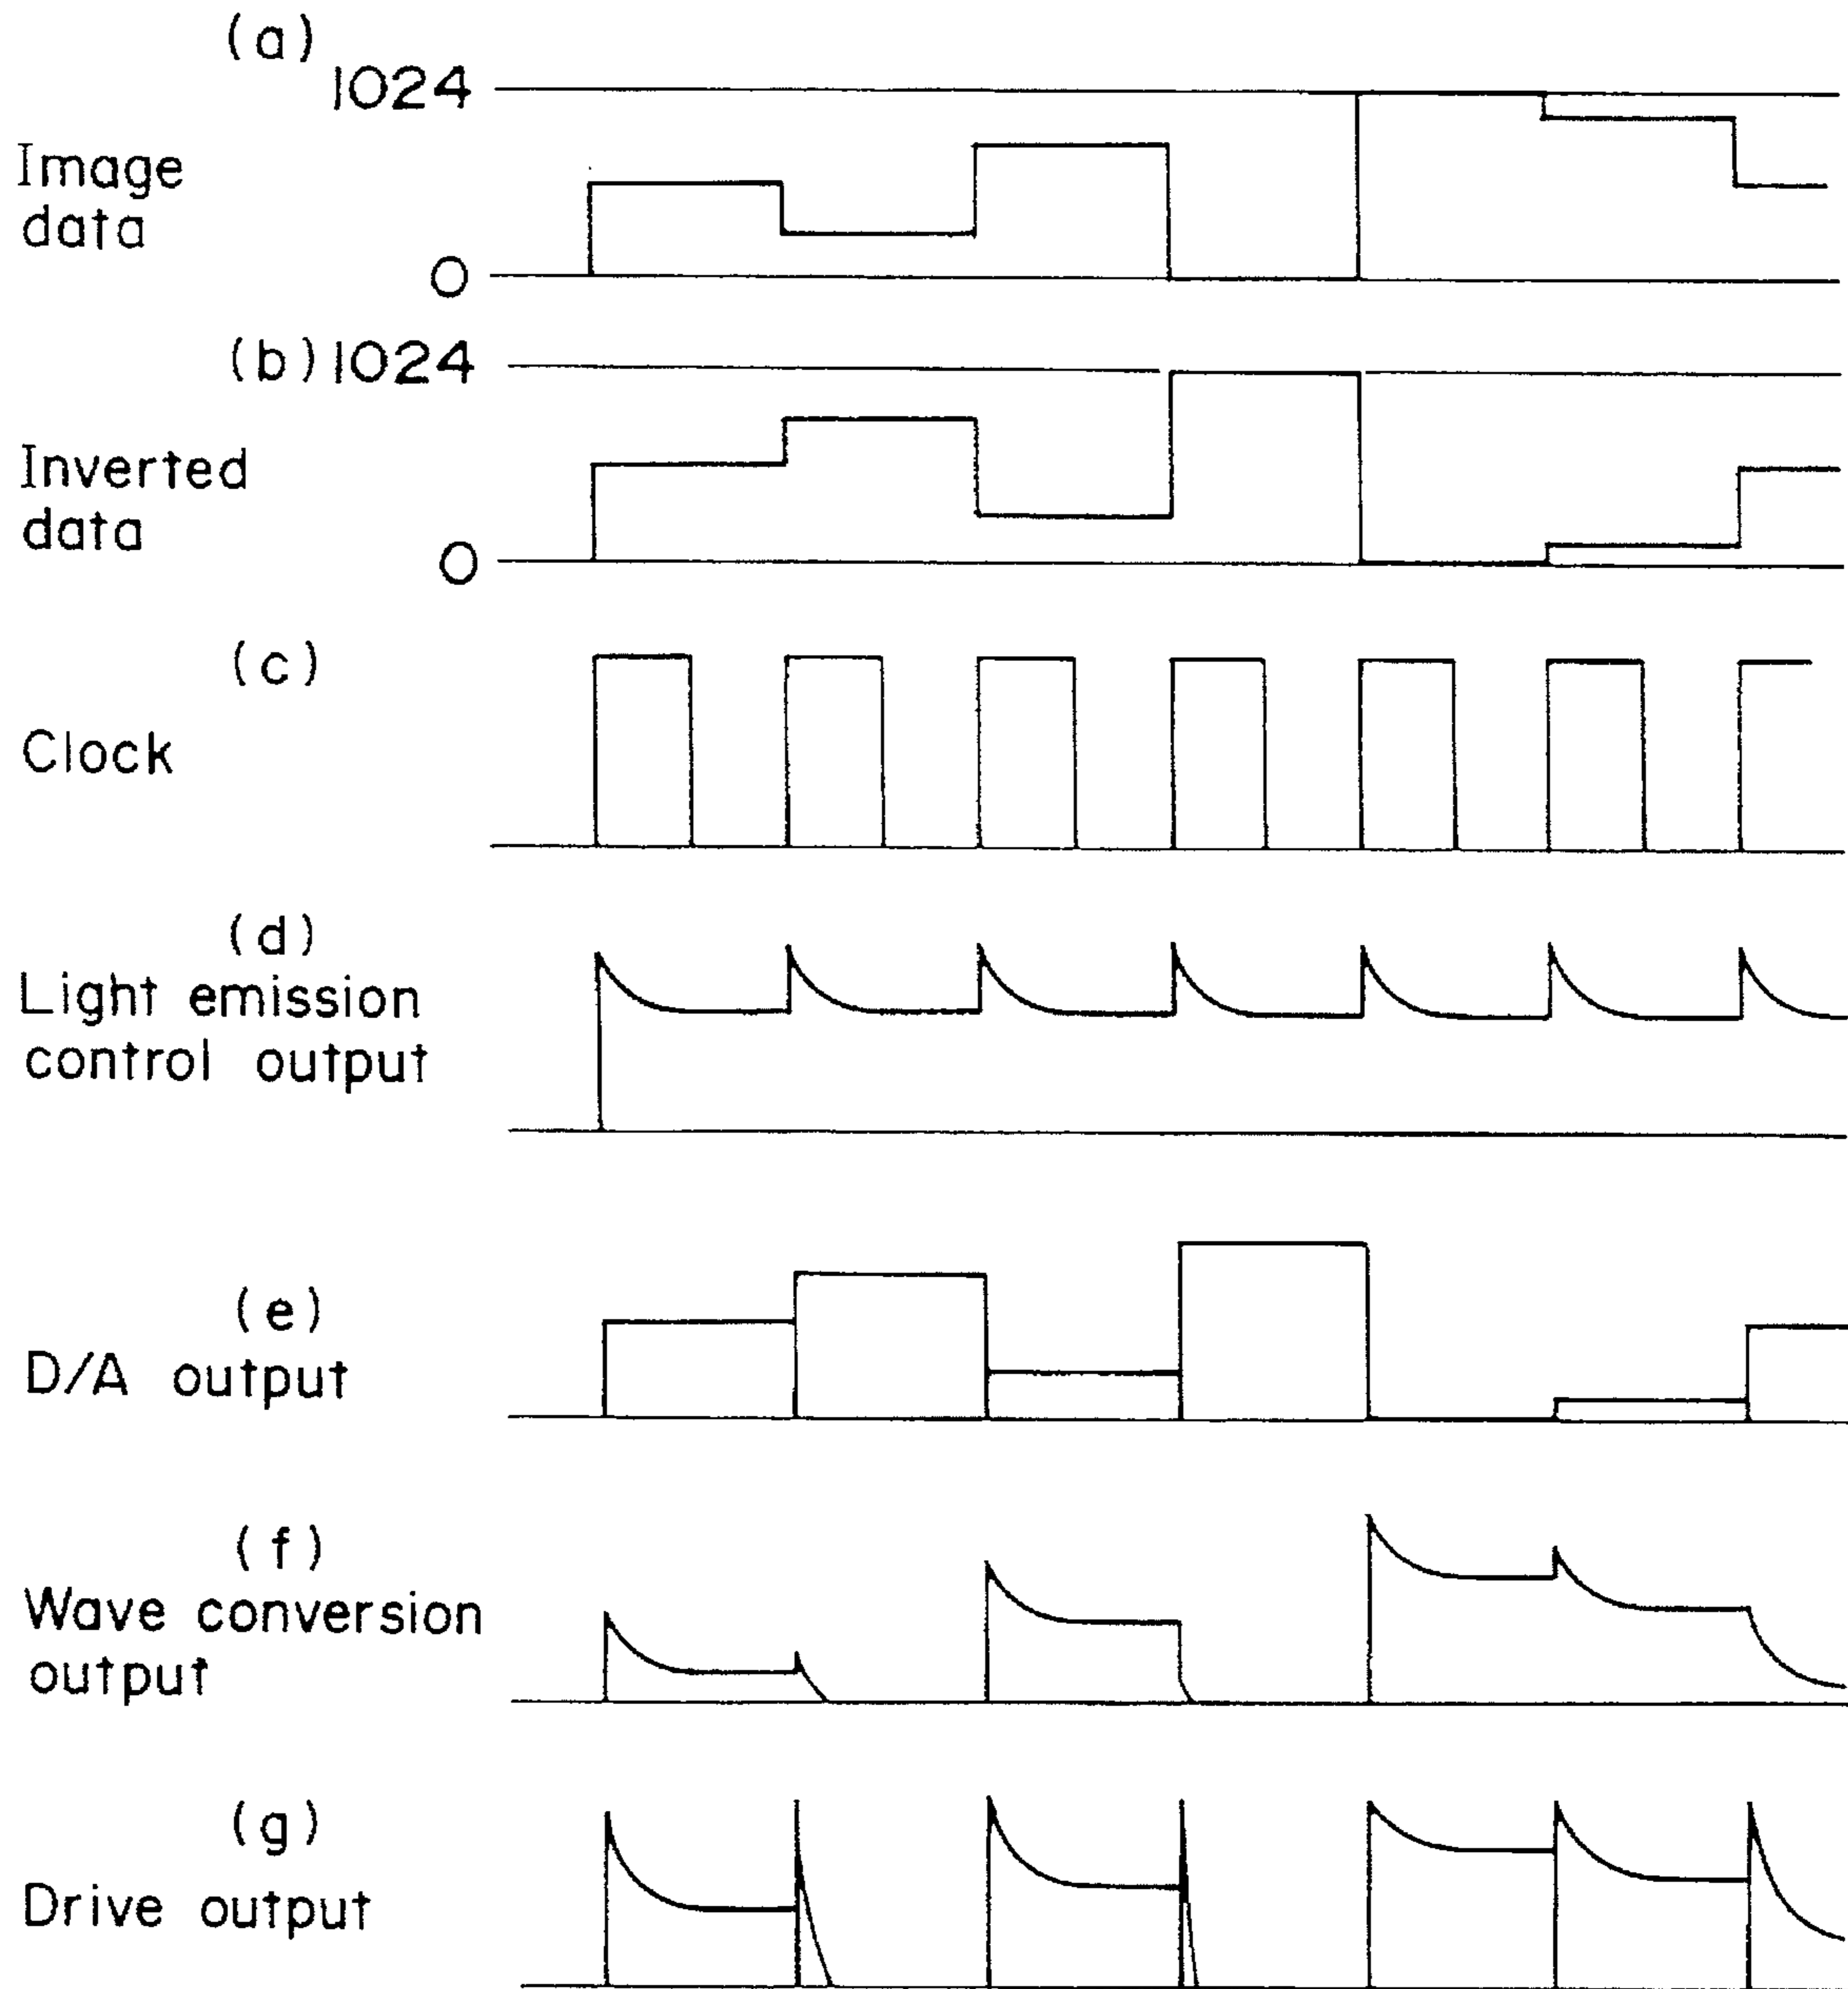 (a)
1024
Image
data
0
(b) 1024
Inverted
data
0
(c)
Clock
(d)
Light emission
control output
(e)
D/A output
(f)
Wave conversion
output
(g)
Drive output